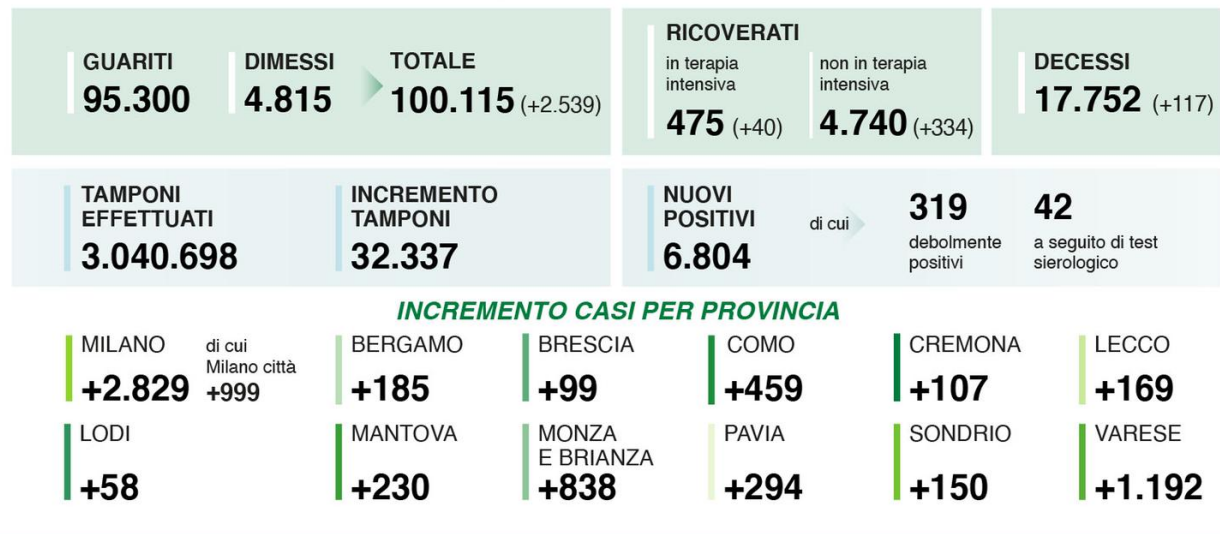 GUARITI
95.300
DIMESSI
4.815
TOTALE
100.115 (+2.539)
RICOVERATI
in terapia
intensiva
475 (+40)
non in terapia
intensiva
4.740 (+334)
DECESSI
17.752 (+117)
TAMPONI
EFFETTUATI
3.040.698
INCREMENTO
TAMPONI
32.337
NUOVI
POSITIVI
6.804
di cui
319
debolmente
positivi
42
a seguito di test
sierologico
INCREMENTO CASI PER PROVINCIA
MILANO
+2.829
di cui
Milano città
+999
BERGAMO
+185
BRESCIA
+99
COMO
+459
CREMONA
+107
LECCO
+169
LODI
+58
MANTOVA
+230
MONZA
E BRIANZA
+838
PAVIA
+294
SONDRIO
+150
VARESE
+1.192